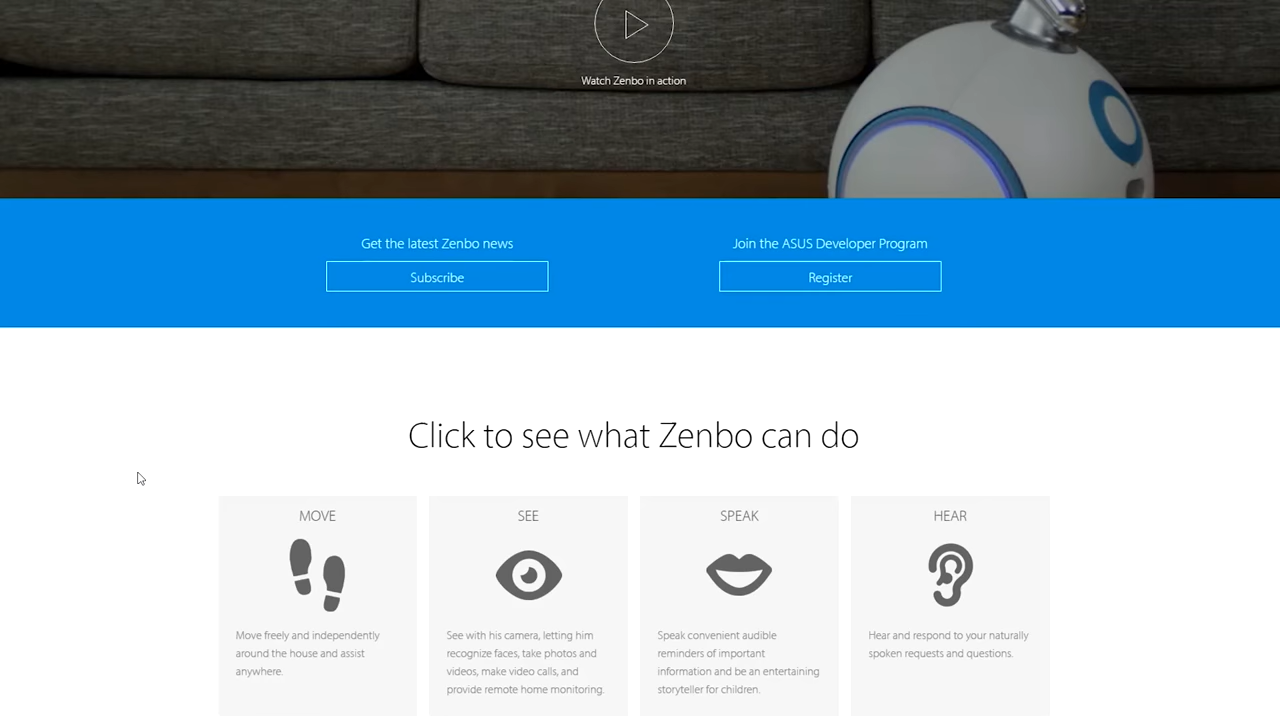 Watch Zenbo in action
Get the latest Zenbo news
Subscribe
Join the ASUS Developer Program
Register
Click to see what Zenbo can do
MOVE
Move freely and independently
around the house and assist
anywhere.
SEE
See with his camera, letting him
recognize faces, take photos and
videos, make video calls, and
provide remote home monitoring.
SPEAK
Speak convenient audible
reminders of important
information and be an entertaining
storyteller for children.
HEAR
Hear and respond to your naturally
spoken requests and questions.